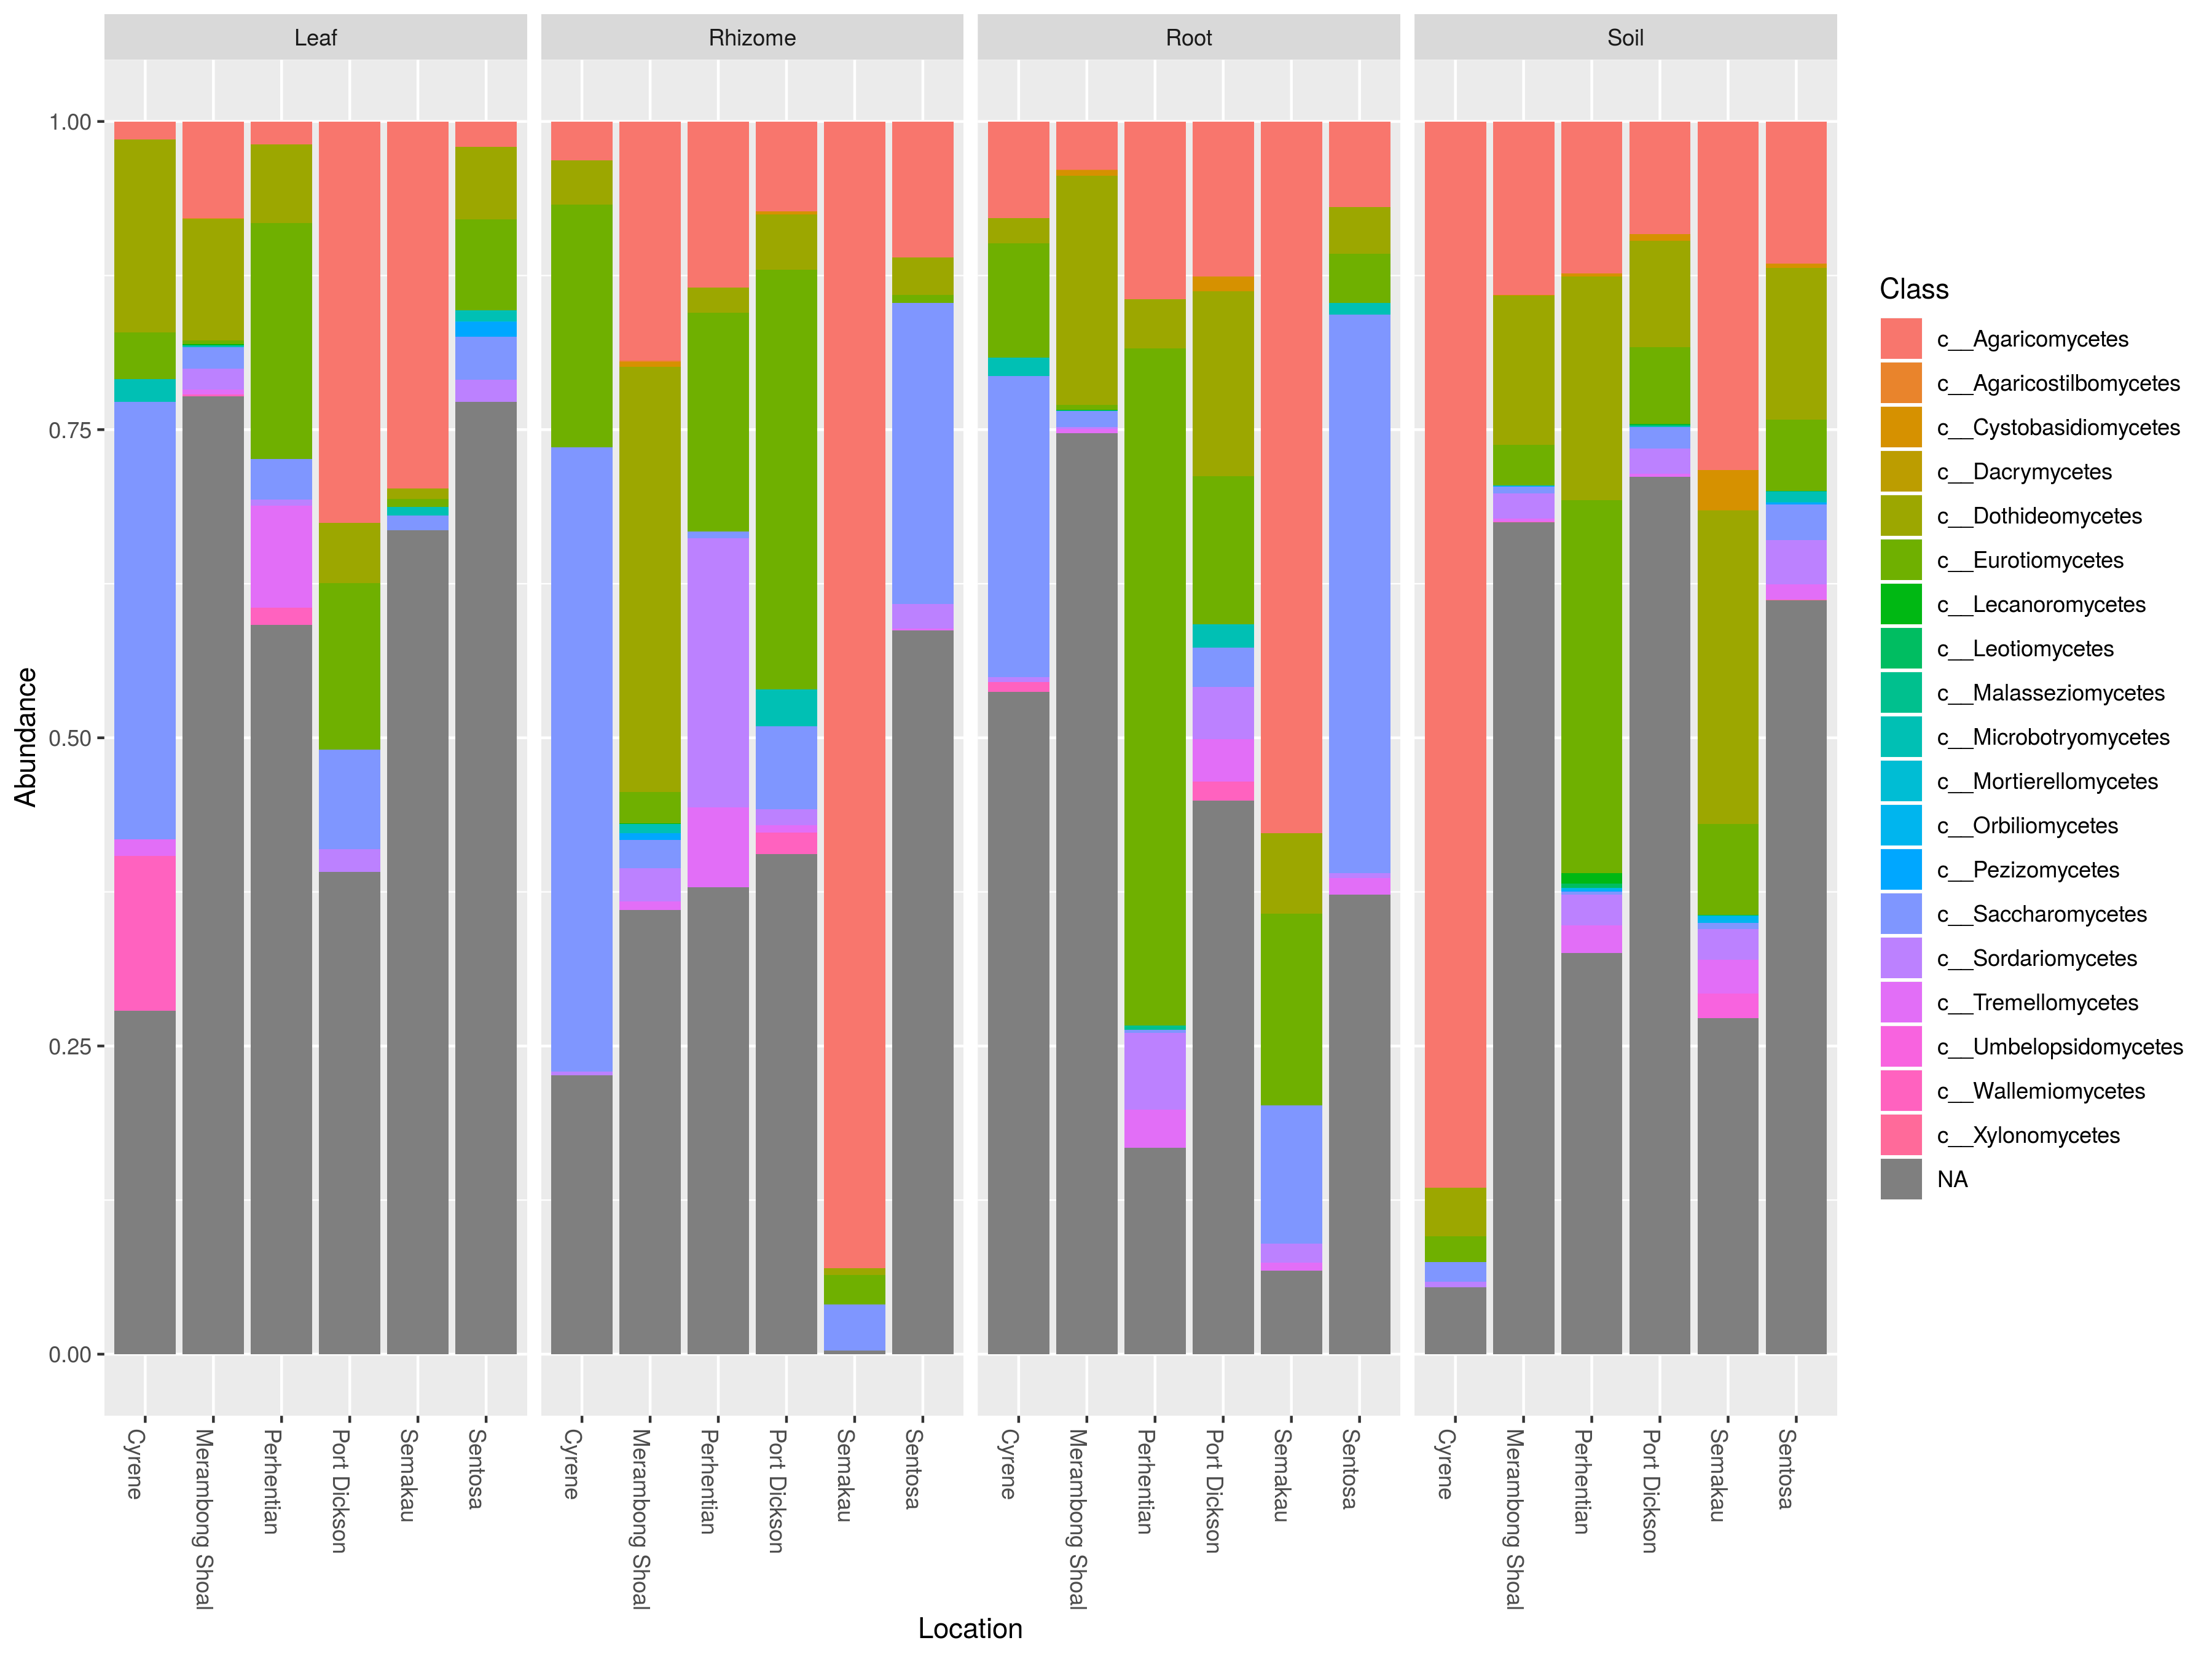 Leaf Rhizome Root Soil
1.00
0.75
0.50
0.25
0.00
Abundance
Cyrene Merambong Shoal Perhentian Port Dickson Semakau Sentosa Cyrene Merambong Shoal Perhentian Port Dickson Semakau Sentosa Cyrene Merambong Shoal Perhentian Port Dickson Semakau Sentosa Cyrene Merambong Shoal Perhentian Port Dickson Semakau Sentosa
Location
Class
c__Agaricomycetes
c__Agaricostilbomycetes
c__Cystobasidiomycetes
c__Dacrymycetes
c__Dothideomycetes
c__Eurotiomycetes
c__Lecanoromycetes
c__Leotiomycetes
c__Malasseziomycetes
c__Microbotryomycetes
c__Mortierellomycetes
c__Orbiliomycetes
c__Pezizomycetes
c__Saccharomycetes
c__Sordariomycetes
c__Tremellomycetes
c__Umbelopsidomycetes
c__Wallemiomycetes
c__Xylonomycetes
NA